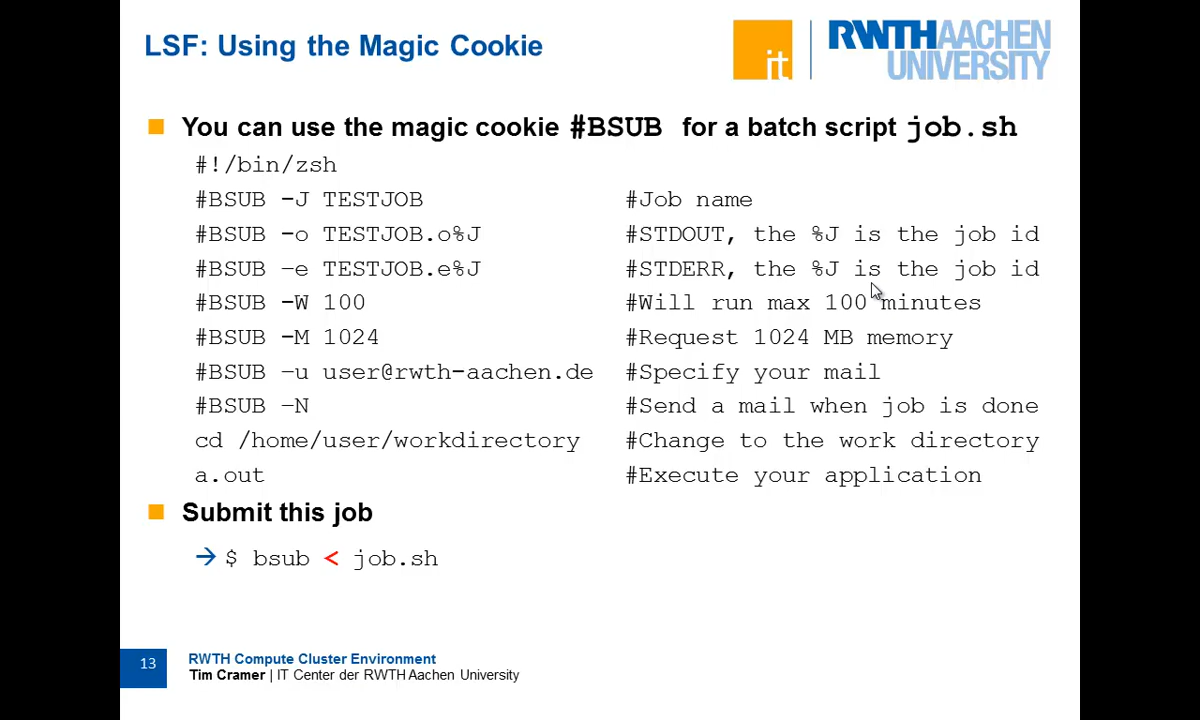 LSF: Using the Magic Cookie
it
RWTHAACHEN
UNIVERSITY
You can use the magic cookie #BSUB for a batch script job.sh
#!/bin/zsh
#BSUB -J TESTJOB #Job name
#BSUB -o TESTJOB.o%J #STDOUT, the %J is the job id
#BSUB –e TESTJOB.e%J #STDERR, the %J is the job id
#BSUB -W 100 #Will run max 100 minutes
#BSUB -M 1024 #Request 1024 MB memory
#BSUB –u user@rwth-aachen.de #Specify your mail
#BSUB –N #Send a mail when job is done
cd /home/user/workdirectory #Change to the work directory
a.out #Execute your application
Submit this job
→ $ bsub < job.sh
13
RWTH Compute Cluster Environment
Tim Cramer | IT Center der RWTH Aachen University